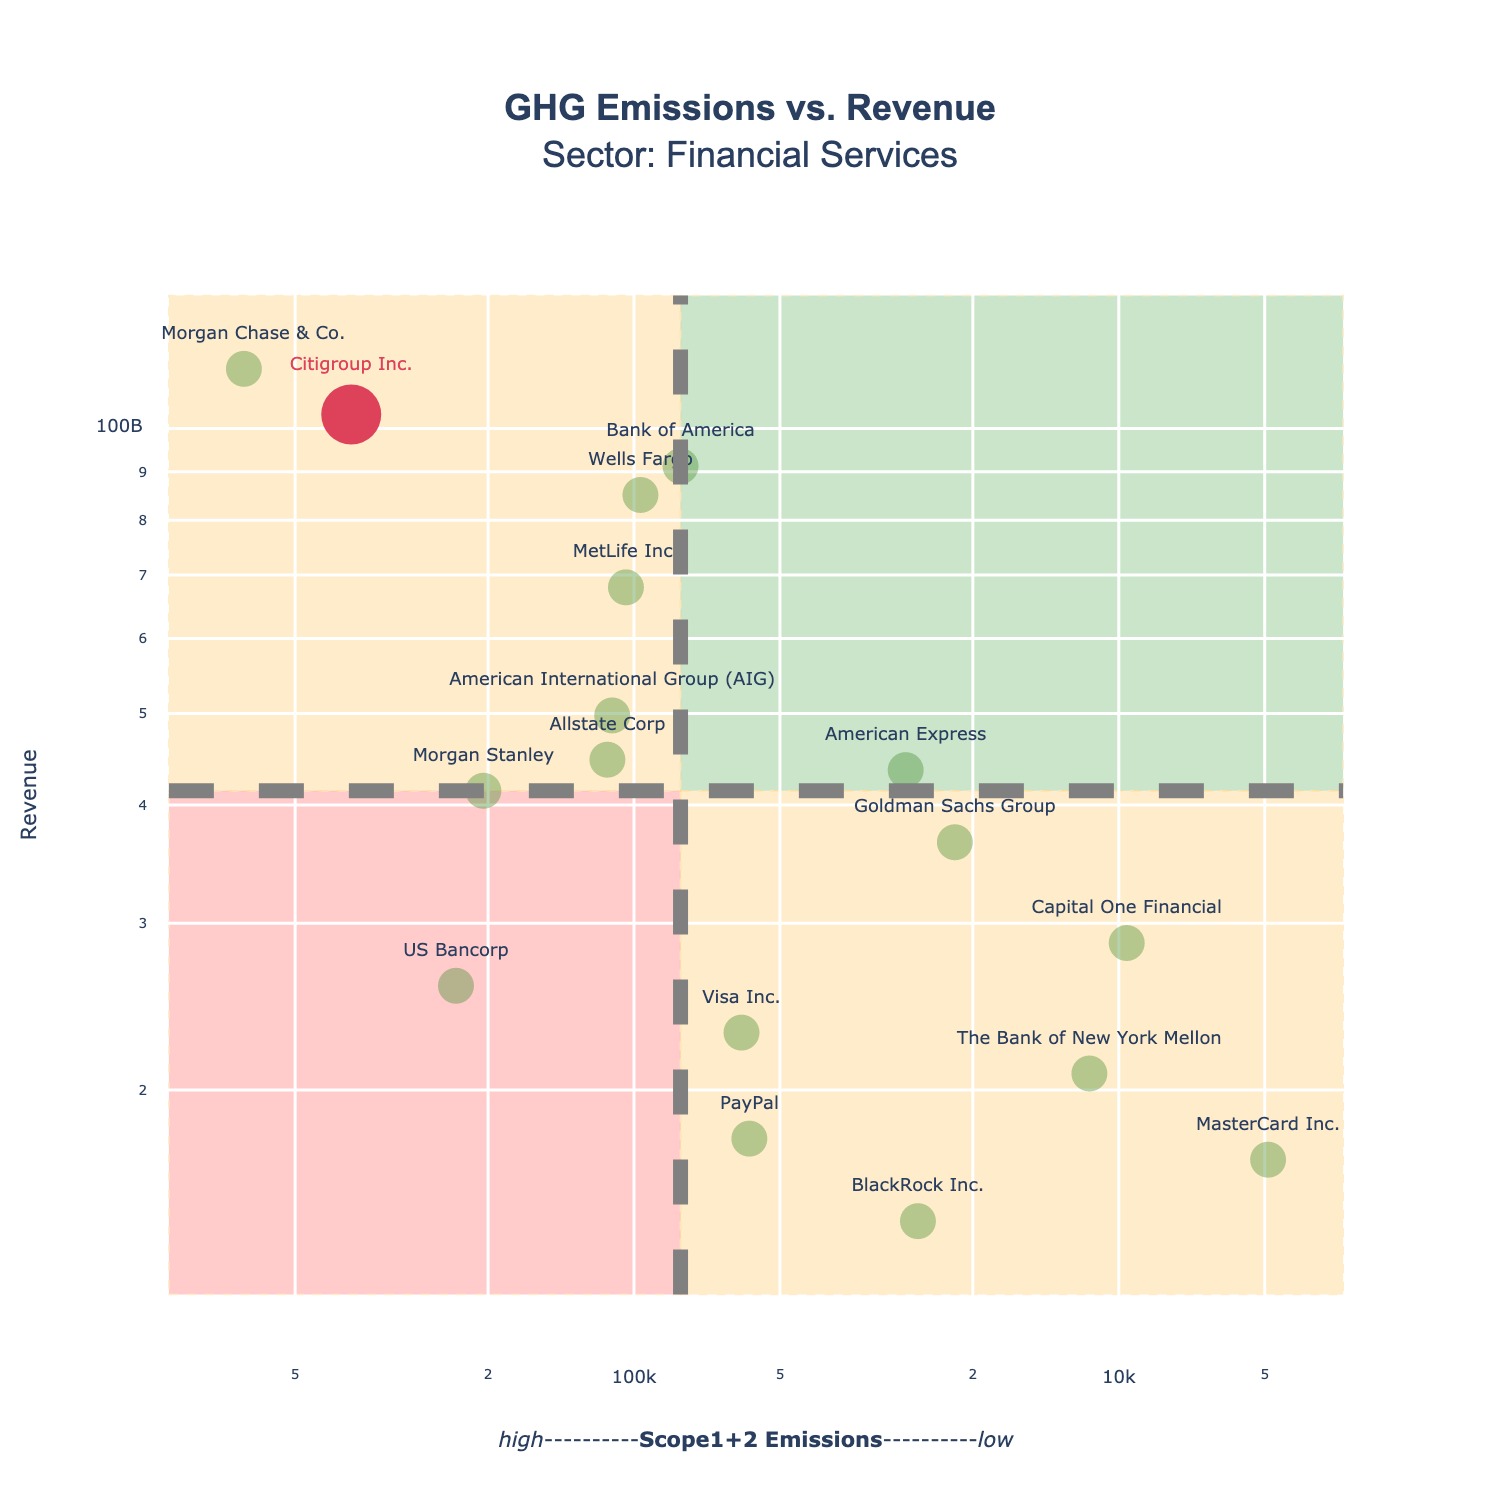 GHG Emissions vs. Revenue
Sector: Financial Services
Morgan Chase & Co.
Citigroup Inc.
100B
Bank of America
Wells Fargo
9
8
MetLife Inc
7
6
American International Group (AIG)
5
Allstate Corp
American Express
Morgan Stanley
Revenue
4
Goldman Sachs Group
3
Capital One Financial
US Bancorp
Visa Inc.
The Bank of New York Mellon
2
PayPal
MasterCard Inc.
BlackRock Inc.
5 2 100k 5 2 10k 5
high----------Scope1+2 Emissions----------low